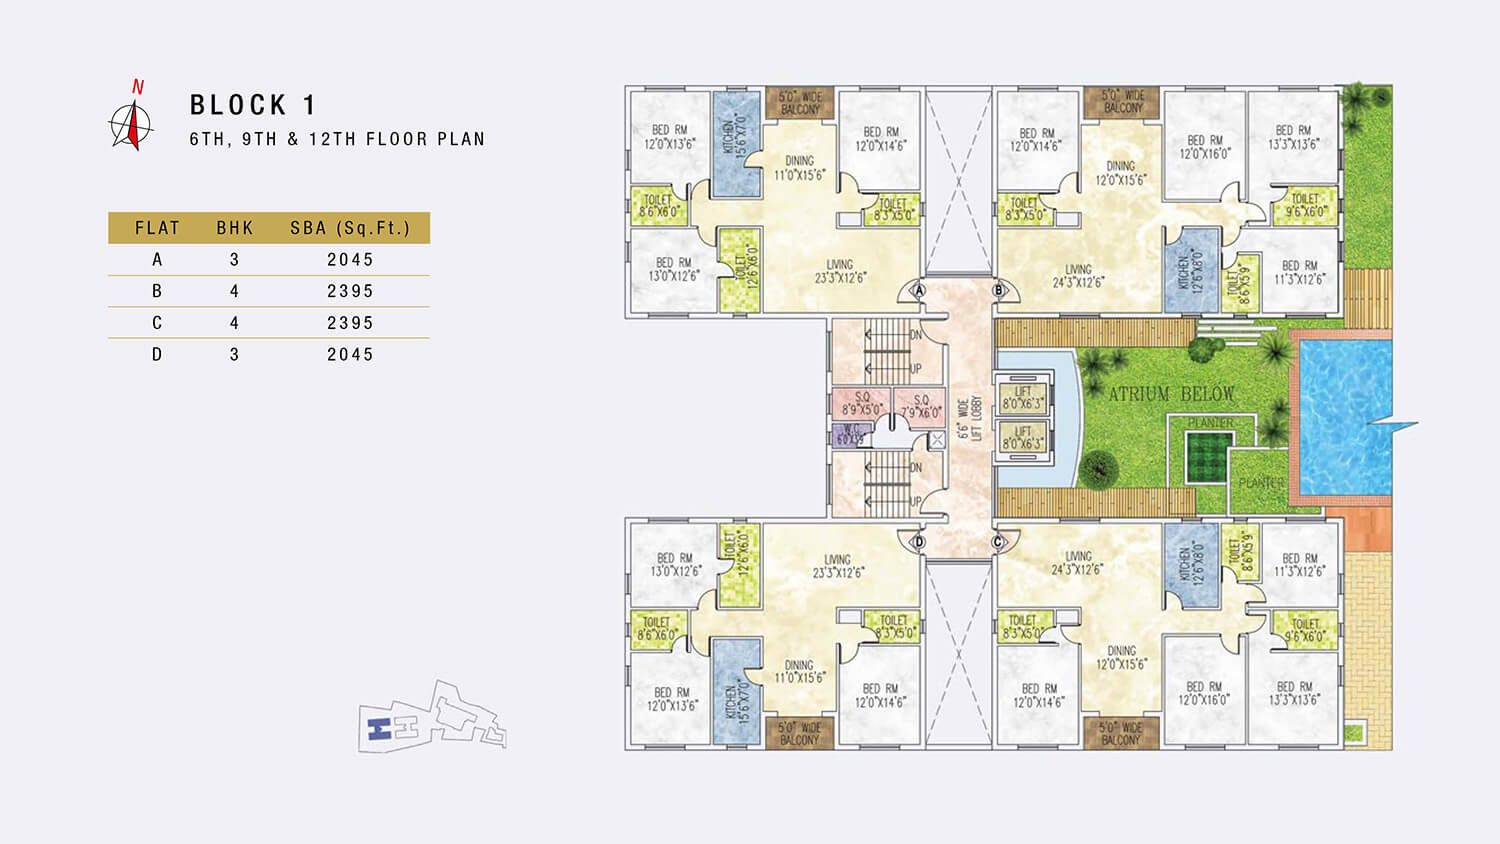 N
BLOCK 1
6TH, 9TH & 12TH FLOOR PLAN
FLAT BHK SBA (Sq.Ft.)
A 3 2045
B 4 2395
C 4 2395
D 3 2045
BED RM
12'0"X13'6"
KITCHEN
15'6"X7'0"
5'0" WIDE
BALCONY
BED RM
12'0"X14'6"
DINING
11'0"X15'6"
TOILET
8'6"X6'0"
TOILET
8'3"X5'0"
BED RM
13'0"X12'6"
TOILET
12'6"X6'0"
LIVING
23'3"X12'6"
A
BED RM
12'0"X14'6"
5'0" WIDE
BALCONY
DINING
12'0"X15'6"
BED RM
12'0"X16'0"
BED RM
13'3"X13'6"
TOILET
8'3"X5'0"
TOILET
9'6"X6'0"
LIVING
24'3"X12'6"
KITCHEN
12'6"X8'0"
TOILET
8'6"X5'9"
BED RM
11'3"X12'6"
B
DN
UP
S.Q
8'9"X5'0"
S.Q
7'9"X6'0"
W.C.
DN
UP
6'6" WIDE
LIFT LOBBY
LIFT
8'0"X6'3"
LIFT
8'0"X6'3"
ATRIUM BELOW
PLANTER
PLANTER
BED RM
13'0"X12'6"
TOILET
12'6"X6'0"
LIVING
23'3"X12'6"
D
TOILET
8'6"X6'0"
TOILET
8'3"X5'0"
BED RM
12'0"X13'6"
KITCHEN
15'6"X7'0"
DINING
11'0"X15'6"
5'0" WIDE
BALCONY
BED RM
12'0"X14'6"
C
LIVING
24'3"X12'6"
KITCHEN
12'6"X8'0"
TOILET
8'6"X5'9"
BED RM
11'3"X12'6"
TOILET
8'3"X5'0"
TOILET
9'6"X6'0"
DINING
12'0"X15'6"
BED RM
12'0"X14'6"
5'0" WIDE
BALCONY
BED RM
12'0"X16'0"
BED RM
13'3"X13'6"